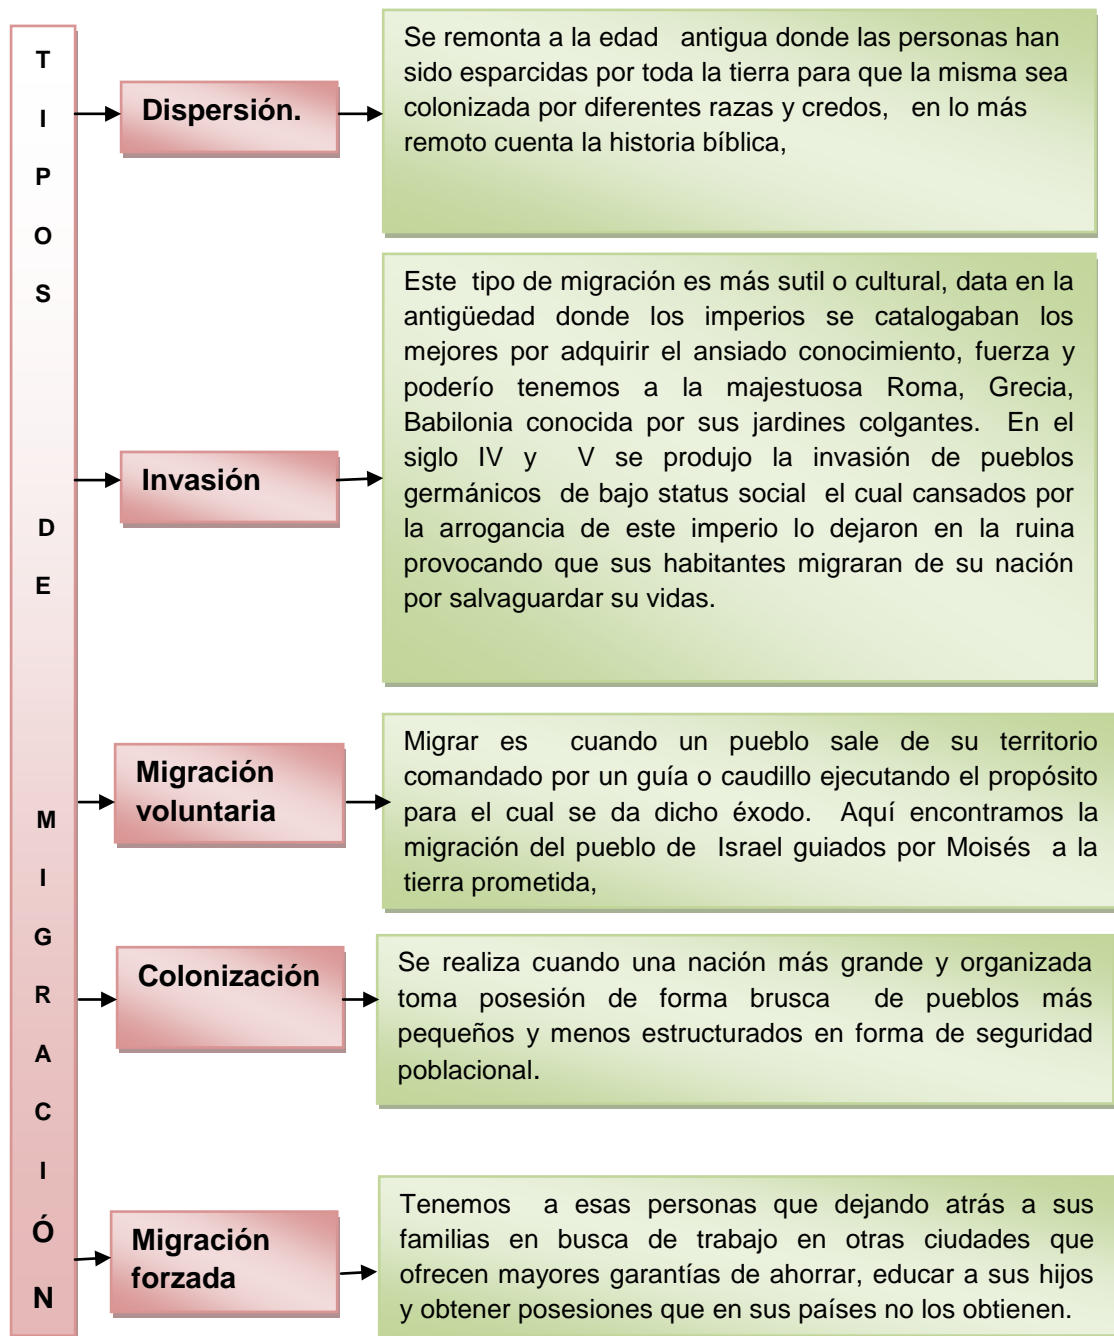 TIPOS DE MIGRACIÓN
Dispersión.
Se remonta a la edad antigua donde las personas han
sido esparcidas por toda la tierra para que la misma sea
colonizada por diferentes razas y credos, en lo más
remoto cuenta la historia bíblica,
Invasión
Este tipo de migración es más sutil o cultural, data en la
antigüedad donde los imperios se catalogaban los
mejores por adquirir el ansiado conocimiento, fuerza y
poderío tenemos a la majestuosa Roma, Grecia,
Babilonia conocida por sus jardines colgantes. En el
siglo IV y V se produjo la invasión de pueblos
germánicos de bajo status social el cual cansados por
la arrogancia de este imperio lo dejaron en la ruina
provocando que sus habitantes migraran de su nación
por salvaguardar su vidas.
Migración
voluntaria
Migrar es cuando un pueblo sale de su territorio
comandado por un guía o caudillo ejecutando el propósito
para el cual se da dicho éxodo. Aquí encontramos la
migración del pueblo de Israel guiados por Moisés a la
tierra prometida,
Colonización
Se realiza cuando una nación más grande y organizada
toma posesión de forma brusca de pueblos más
pequeños y menos estructurados en forma de seguridad
poblacional.
Migración
forzada
Tenemos a esas personas que dejando atrás a sus
familias en busca de trabajo en otras ciudades que
ofrecen mayores garantías de ahorrar, educar a sus hijos
y obtener posesiones que en sus países no los obtienen.